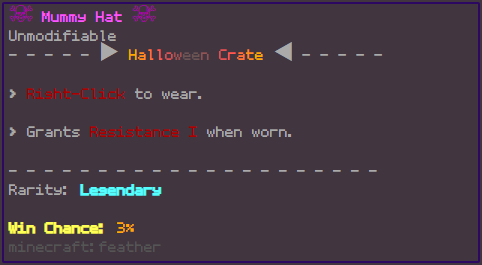 ☠ Mummy Hat ☠
Unmodifiable
- - - - - ▶ Halloween Crate ◀ - - - - -
> Right-Click to wear.
> Grants Resistance I when worn.
- - - - - - - - - - - - - - - - - - - - - -
Rarity: Legendary
Win Chance: 3%
minecraft:feather